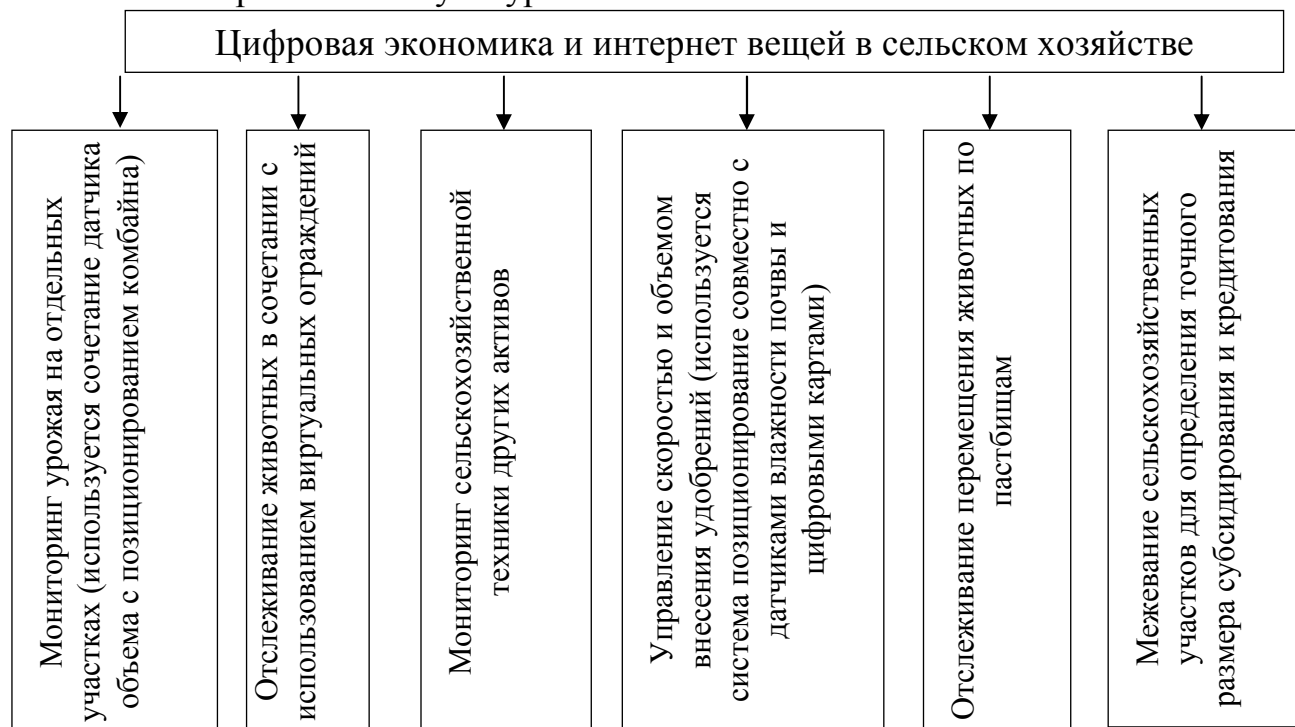 Цифровая экономика и интернет вещей в сельском хозяйстве
Мониторинг урожая на отдельных
участках (используется сочетание датчика
объема с позиционированием комбайна)
Отслеживание животных в сочетании с
использованием виртуальных ограждений
Мониторинг сельскохозяйственной
техники других активов
Управление скоростью и объемом
внесения удобрений (используется
система позиционирование совместно с
датчиками влажности почвы и
цифровыми картами)
Отслеживание перемещения животных по
пастбищам
Межевание сельскохозяйственных
участков для определения точного
размера субсидирования и кредитования